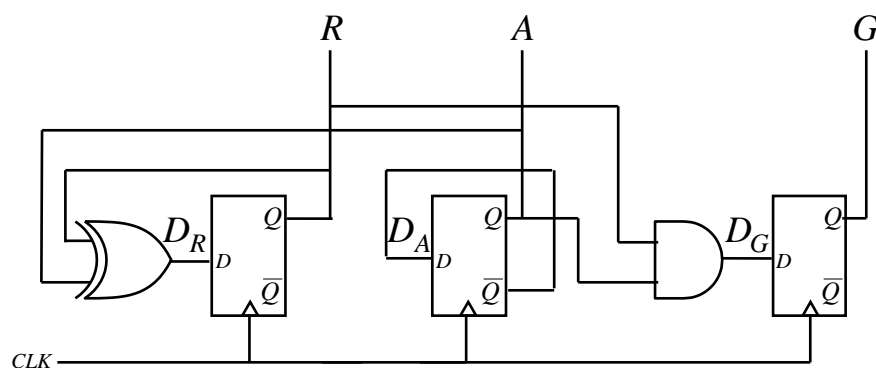 R A G
D_R D_A D_G
Q Q Q
D D D
Q̅ Q̅ Q̅
CLK